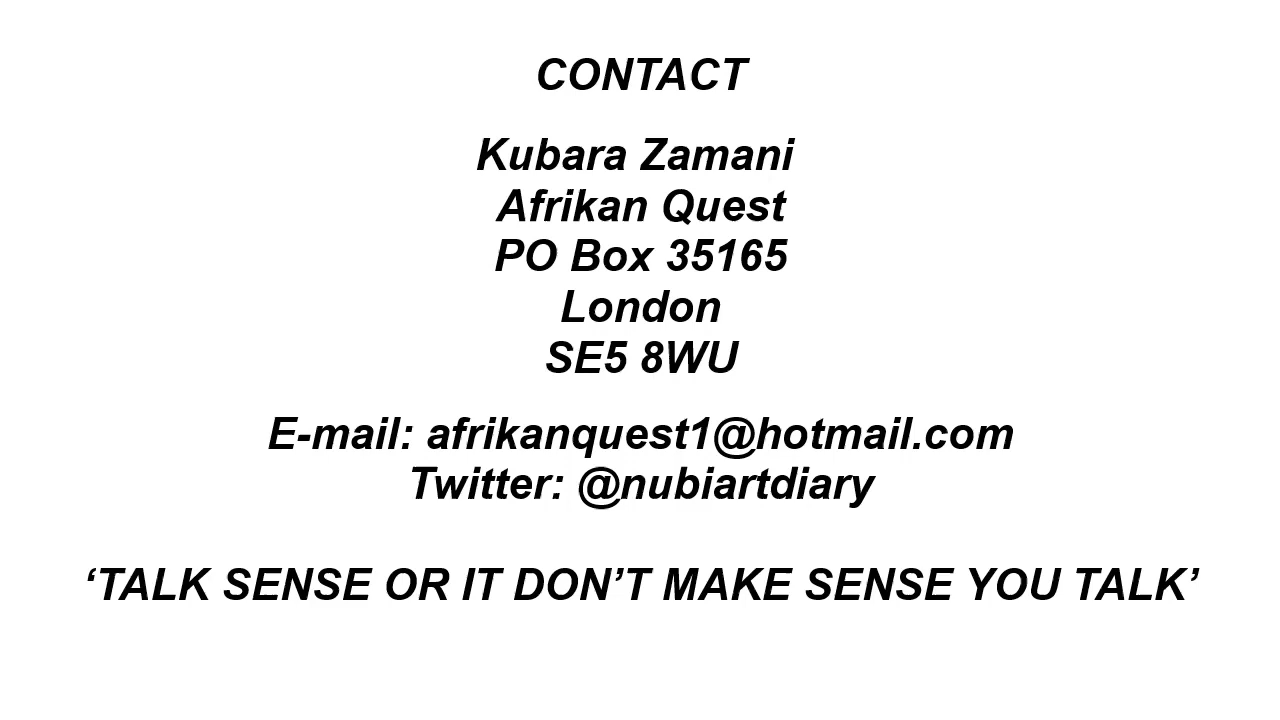 CONTACT
Kubara Zamani
Afrikan Quest
PO Box 35165
London
SE5 8WU
E-mail: afrikanquest1@hotmail.com
Twitter: @nubiartdiary
‘TALK SENSE OR IT DON’T MAKE SENSE YOU TALK’